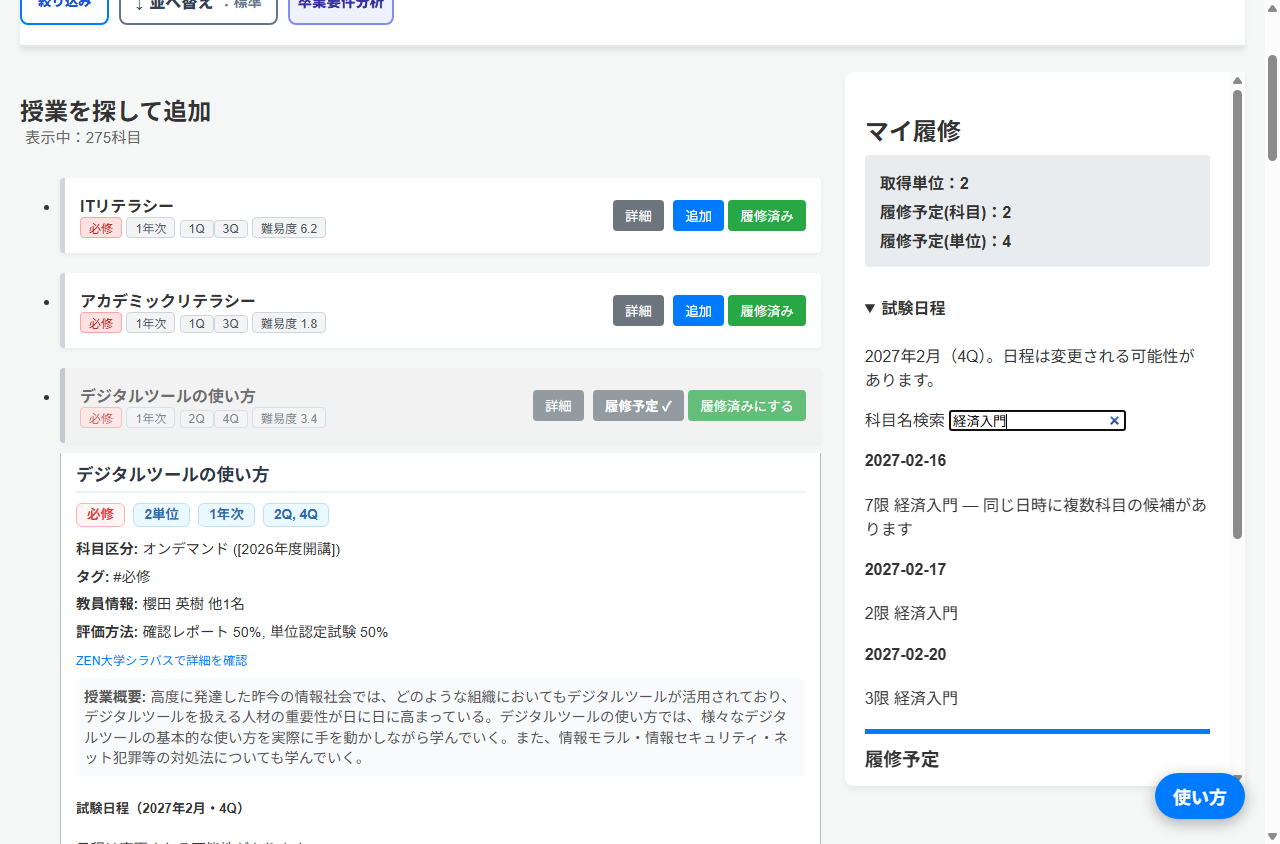 絞り込み
↓ 並べ替え ：標準
卒業要件分析
授業を探して追加
表示中：275科目
ITリテラシー
必修 1年次 1Q 3Q 難易度 6.2
詳細 追加 履修済み
アカデミックリテラシー
必修 1年次 1Q 3Q 難易度 1.8
詳細 追加 履修済み
デジタルツールの使い方
必修 1年次 2Q 4Q 難易度 3.4
詳細 履修予定 ✓ 履修済みにする
デジタルツールの使い方
必修 2単位 1年次 2Q, 4Q
科目区分: オンデマンド ([2026年度開講])
タグ: #必修
教員情報: 櫻田 英樹 他1名
評価方法: 確認レポート 50%, 単位認定試験 50%
ZEN大学シラバスで詳細を確認
授業概要: 高度に発達した昨今の情報社会では、どのような組織においてもデジタルツールが活用されており、
デジタルツールを扱える人材の重要性が日に日に高まっている。デジタルツールの使い方では、様々なデジタ
ルツールの基本的な使い方を実際に手を動かしながら学んでいく。また、情報モラル・情報セキュリティ・ネ
ット犯罪等の対処法についても学んでいく。
試験日程（2027年2月・4Q）
日程は変更される可能性があります。
マイ履修
取得単位：2
履修予定(科目)：2
履修予定(単位)：4
▼ 試験日程
2027年2月（4Q）。日程は変更される可能性が
あります。
科目名検索 経済入門 ×
2027-02-16
7限 経済入門 — 同じ日時に複数科目の候補があ
ります
2027-02-17
2限 経済入門
2027-02-20
3限 経済入門
履修予定
使い方